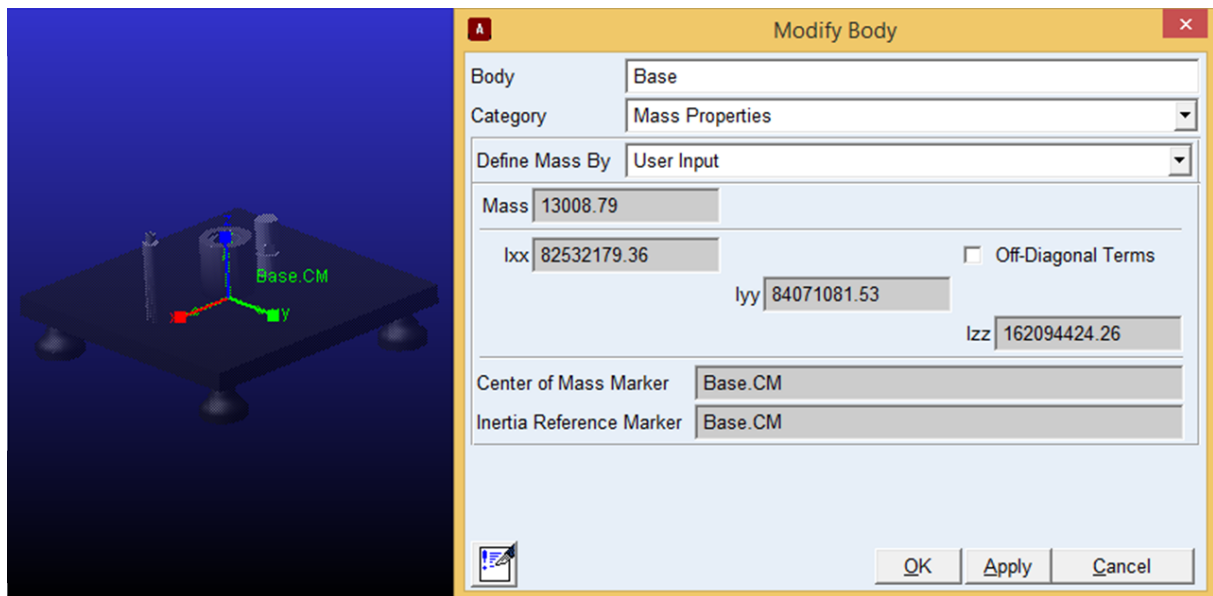 A Modify Body ×
Body Base
Category Mass Properties
Define Mass By User Input
Mass 13008.79
Ixx 82532179.36 Off-Diagonal Terms
Iyy 84071081.53
Izz 162094424.26
Center of Mass Marker Base.CM
Inertia Reference Marker Base.CM
OK Apply Cancel
Base.CM
x y